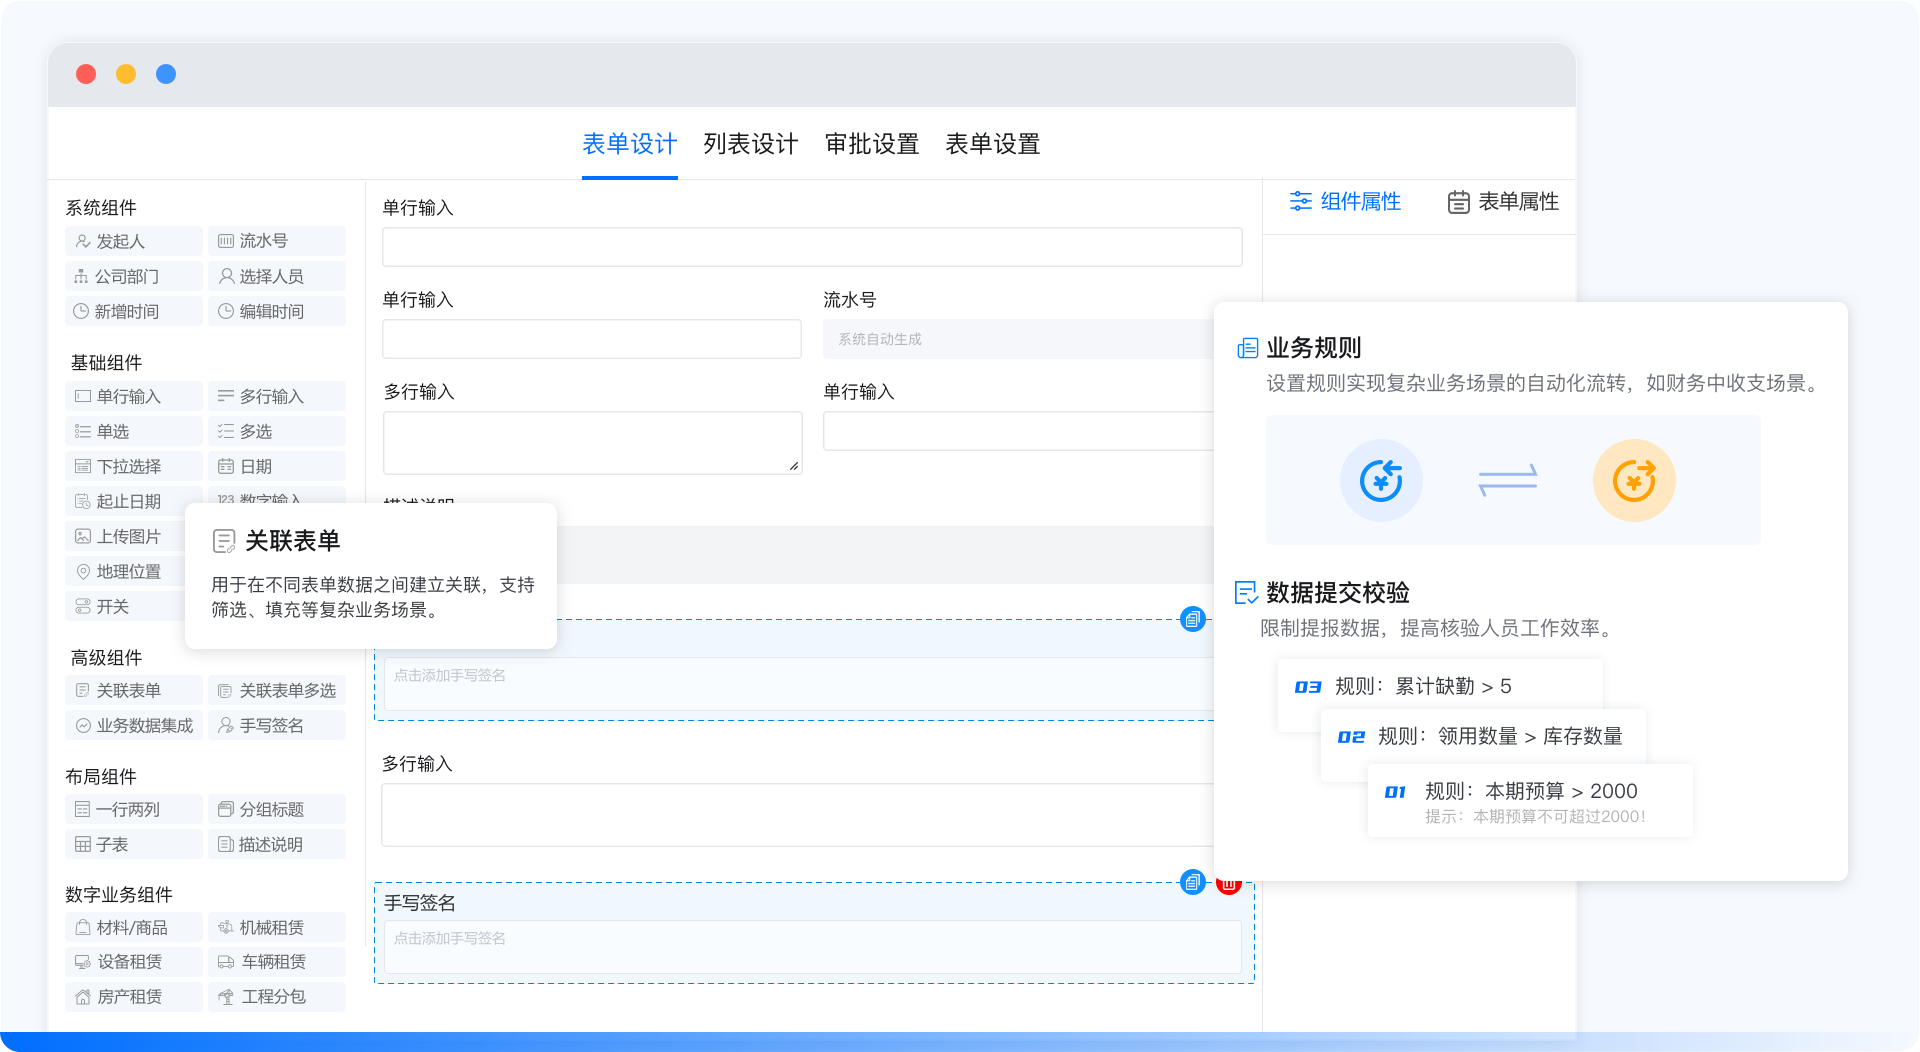 表单设计 列表设计 审批设置 表单设置
系统组件
发起人 流水号
公司部门 选择人员
新增时间 编辑时间
基础组件
单行输入 多行输入
单选 多选
下拉选择 日期
起止日期 123 数字输入
上传图片
地理位置
开关
高级组件
关联表单 关联表单多选
业务数据集成 手写签名
布局组件
一行两列 分组标题
子表 描述说明
数字业务组件
材料/商品 机械租赁
设备租赁 车辆租赁
房产租赁 工程分包
关联表单
用于在不同表单数据之间建立关联，支持
筛选、填充等复杂业务场景。
单行输入
单行输入 流水号
系统自动生成
多行输入 单行输入
描述说明
点击添加手写签名
多行输入
手写签名
点击添加手写签名
组件属性 表单属性
业务规则
设置规则实现复杂业务场景的自动化流转，如财务中收支场景。
数据提交校验
限制提报数据，提高核验人员工作效率。
03 规则：累计缺勤 > 5
02 规则：领用数量 > 库存数量
01 规则：本期预算 > 2000
提示：本期预算不可超过2000！